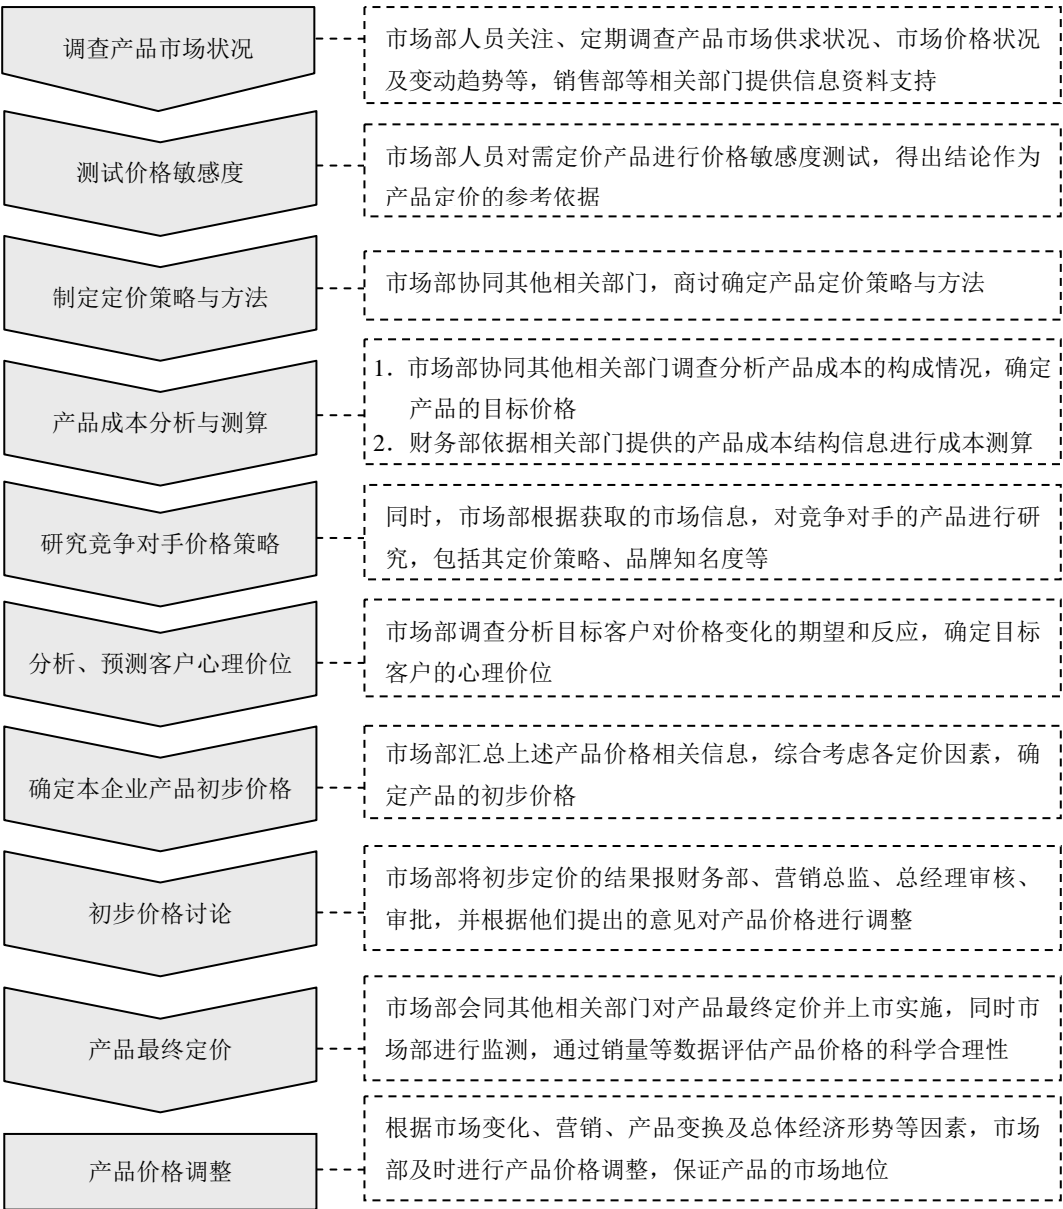 调查产品市场状况
市场部人员关注、定期调查产品市场供求状况、市场价格状况
及变动趋势等，销售部等相关部门提供信息资料支持
测试价格敏感度
市场部人员对需定价产品进行价格敏感度测试，得出结论作为
产品定价的参考依据
制定定价策略与方法
市场部协同其他相关部门，商讨确定产品定价策略与方法
产品成本分析与测算
1．市场部协同其他相关部门调查分析产品成本的构成情况，确定
产品的目标价格
2．财务部依据相关部门提供的产品成本结构信息进行成本测算
研究竞争对手价格策略
同时，市场部根据获取的市场信息，对竞争对手的产品进行研
究，包括其定价策略、品牌知名度等
分析、预测客户心理价位
市场部调查分析目标客户对价格变化的期望和反应，确定目标
客户的心理价位
确定本企业产品初步价格
市场部汇总上述产品价格相关信息，综合考虑各定价因素，确
定产品的初步价格
初步价格讨论
市场部将初步定价的结果报财务部、营销总监、总经理审核、
审批，并根据他们提出的意见对产品价格进行调整
产品最终定价
市场部会同其他相关部门对产品最终定价并上市实施，同时市
场部进行监测，通过销量等数据评估产品价格的科学合理性
产品价格调整
根据市场变化、营销、产品变换及总体经济形势等因素，市场
部及时进行产品价格调整，保证产品的市场地位